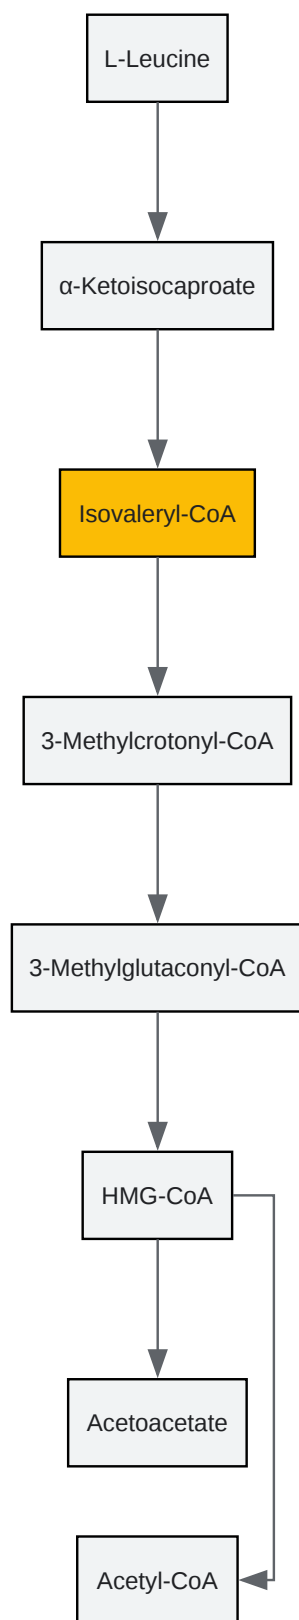 L-Leucine
α-Ketoisocaproate
Isovaleryl-CoA
3-Methylcrotonyl-CoA
3-Methylglutaconyl-CoA
HMG-CoA
Acetoacetate
Acetyl-CoA